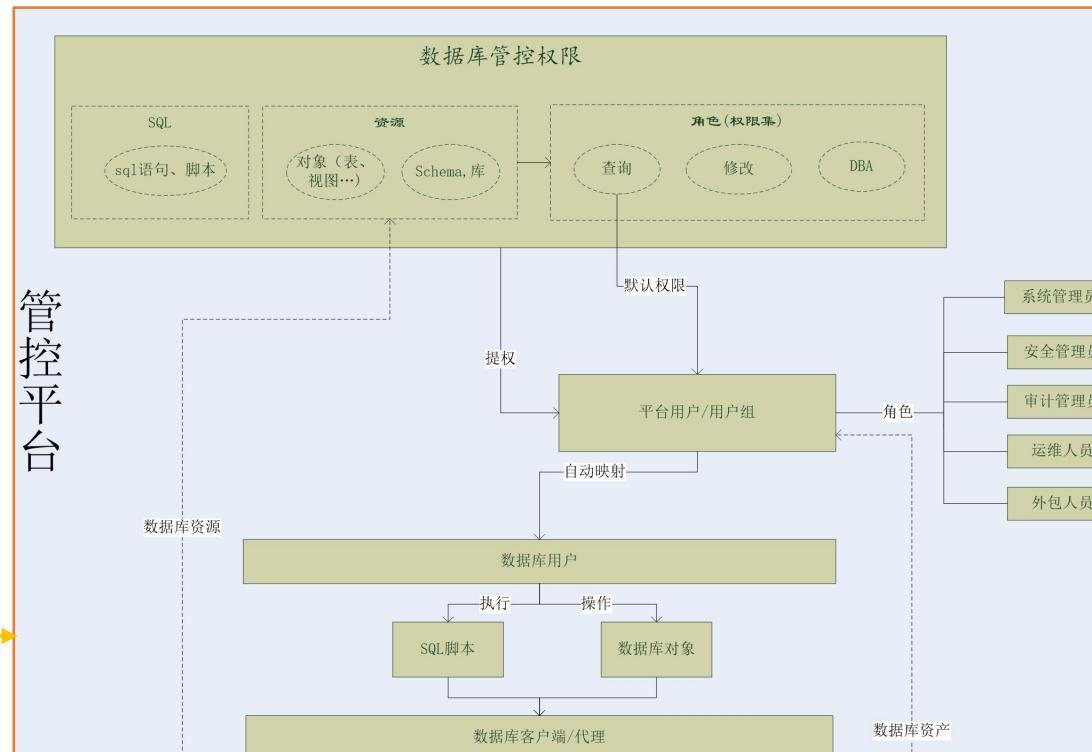 数据库管控权限
SQL
sql语句、脚本
资源
对象（表、
视图…）
Schema,库
角色(权限集)
查询
修改
DBA
管控平台
默认权限
提权
平台用户/用户组
角色
系统管理员
安全管理员
审计管理员
运维人员
外包人员
自动映射
数据库资源
数据库用户
执行
操作
SQL脚本
数据库对象
数据库客户端/代理
数据库资产